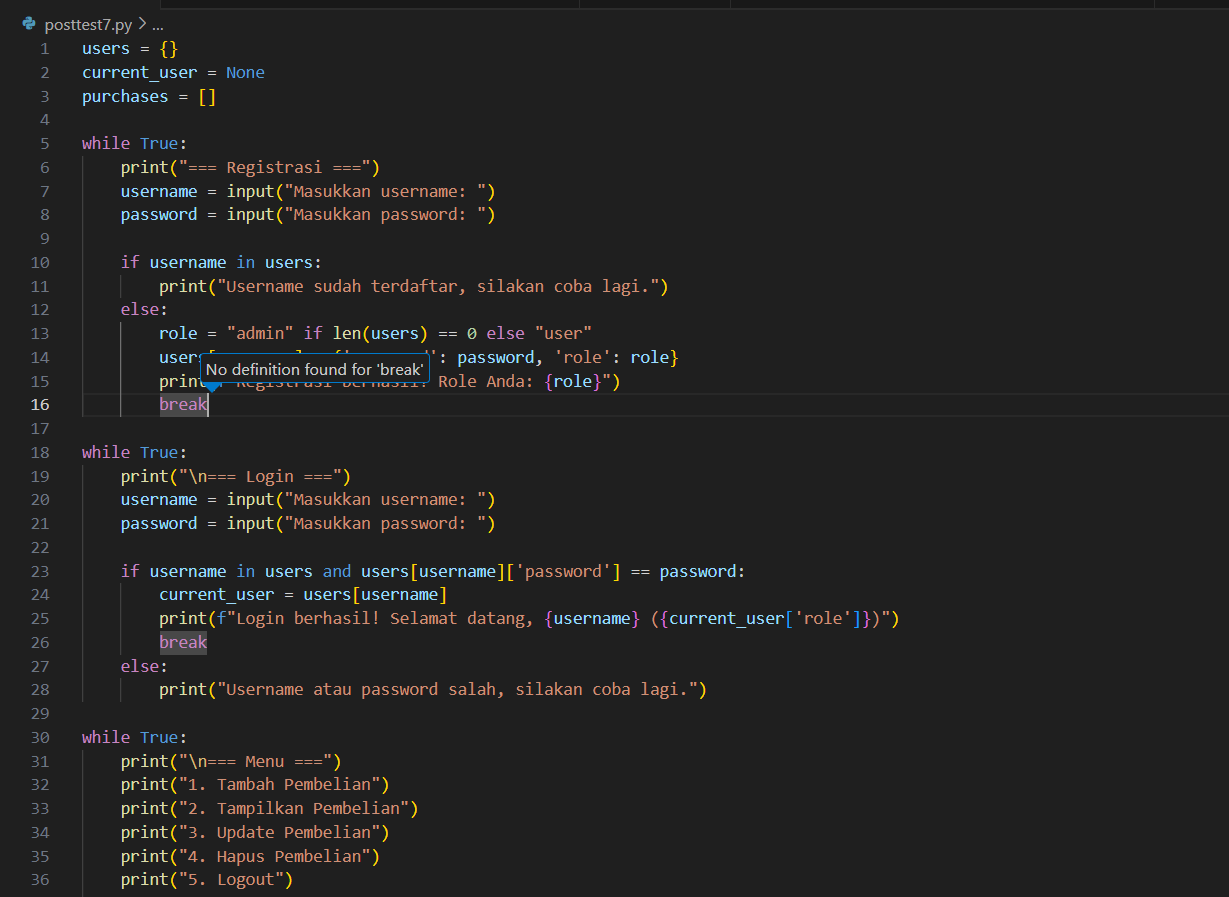 posttest7.py > ...
1 users = {}
2 current_user = None
3 purchases = []
4
5 while True:
6     print("=== Registrasi ===")
7     username = input("Masukkan username: ")
8     password = input("Masukkan password: ")
9
10     if username in users:
11         print("Username sudah terdaftar, silakan coba lagi.")
12     else:
13         role = "admin" if len(users) == 0 else "user"
14         users ': password, 'role': role}
No definition found for 'break'
15         print Role Anda: {role}")
16         break
17
18 while True:
19     print("\n=== Login ===")
20     username = input("Masukkan username: ")
21     password = input("Masukkan password: ")
22
23     if username in users and users[username]['password'] == password:
24         current_user = users[username]
25         print(f"Login berhasil! Selamat datang, {username} ({current_user['role']})")
26         break
27     else:
28         print("Username atau password salah, silakan coba lagi.")
29
30 while True:
31     print("\n=== Menu ===")
32     print("1. Tambah Pembelian")
33     print("2. Tampilkan Pembelian")
34     print("3. Update Pembelian")
35     print("4. Hapus Pembelian")
36     print("5. Logout")